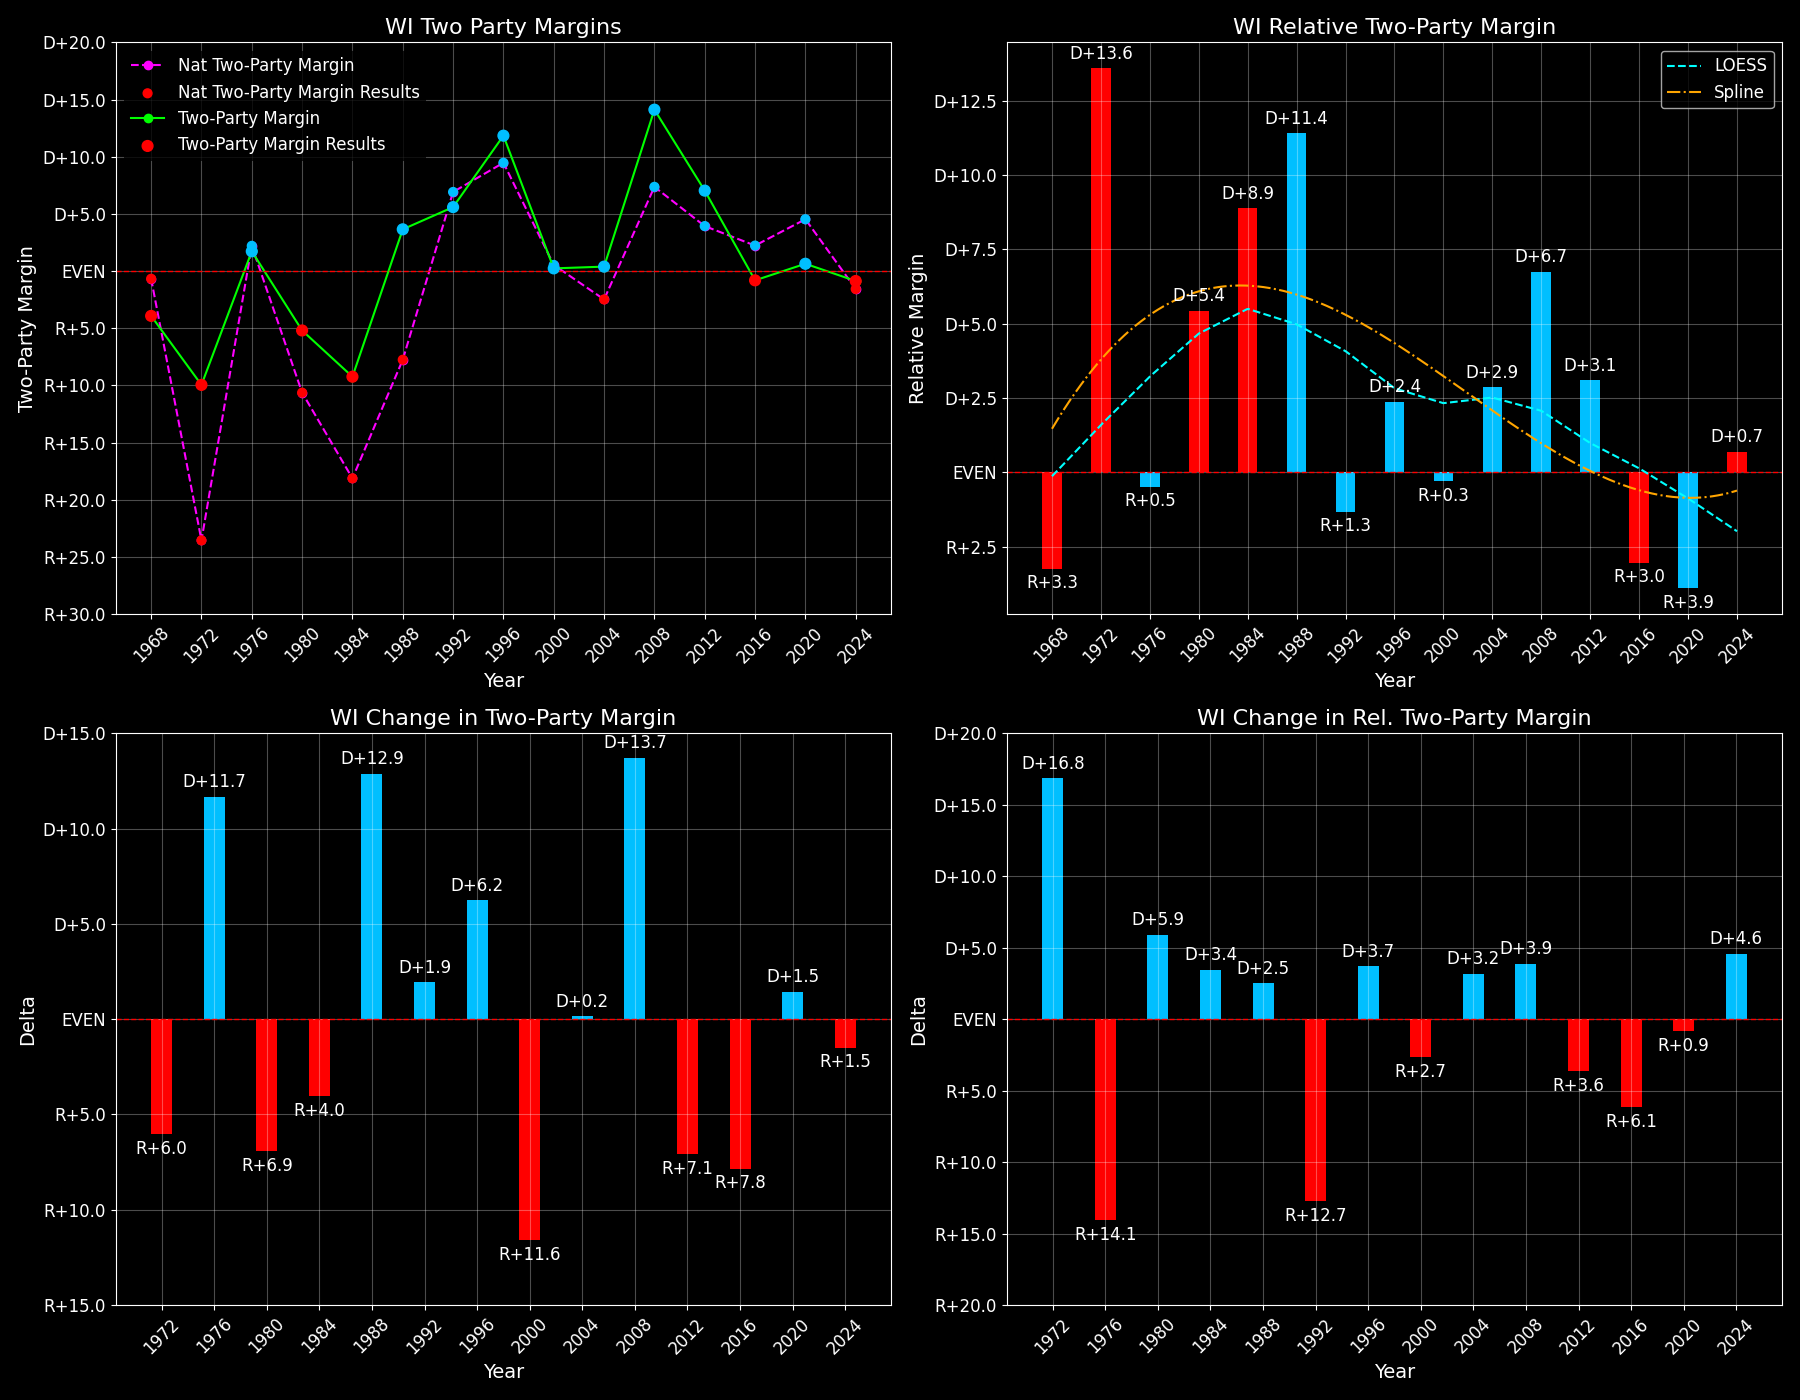 WI Two Party Margins
D+20.0
D+15.0
D+10.0
D+5.0
EVEN
R+5.0
R+10.0
R+15.0
R+20.0
R+25.0
R+30.0
Two-Party Margin
Nat Two-Party Margin
Nat Two-Party Margin Results
Two-Party Margin
Two-Party Margin Results
1968 1972 1976 1980 1984 1988 1992 1996 2000 2004 2008 2012 2016 2020 2024
Year
WI Relative Two-Party Margin
D+12.5
D+10.0
D+7.5
D+5.0
D+2.5
EVEN
R+2.5
Relative Margin
LOESS
Spline
R+3.3
D+13.6
R+0.5
D+5.4
D+8.9
D+11.4
R+1.3
D+2.4
R+0.3
D+2.9
D+6.7
D+3.1
R+3.0
R+3.9
D+0.7
1968 1972 1976 1980 1984 1988 1992 1996 2000 2004 2008 2012 2016 2020 2024
Year
WI Change in Two-Party Margin
D+15.0
D+10.0
D+5.0
EVEN
R+5.0
R+10.0
R+15.0
Delta
R+6.0
D+11.7
R+6.9
R+4.0
D+12.9
D+1.9
D+6.2
R+11.6
D+0.2
D+13.7
R+7.1
R+7.8
D+1.5
R+1.5
1972 1976 1980 1984 1988 1992 1996 2000 2004 2008 2012 2016 2020 2024
Year
WI Change in Rel. Two-Party Margin
D+20.0
D+15.0
D+10.0
D+5.0
EVEN
R+5.0
R+10.0
R+15.0
R+20.0
Delta
D+16.8
R+14.1
D+5.9
D+3.4
D+2.5
R+12.7
D+3.7
R+2.7
D+3.2
D+3.9
R+3.6
R+6.1
R+0.9
D+4.6
1972 1976 1980 1984 1988 1992 1996 2000 2004 2008 2012 2016 2020 2024
Year